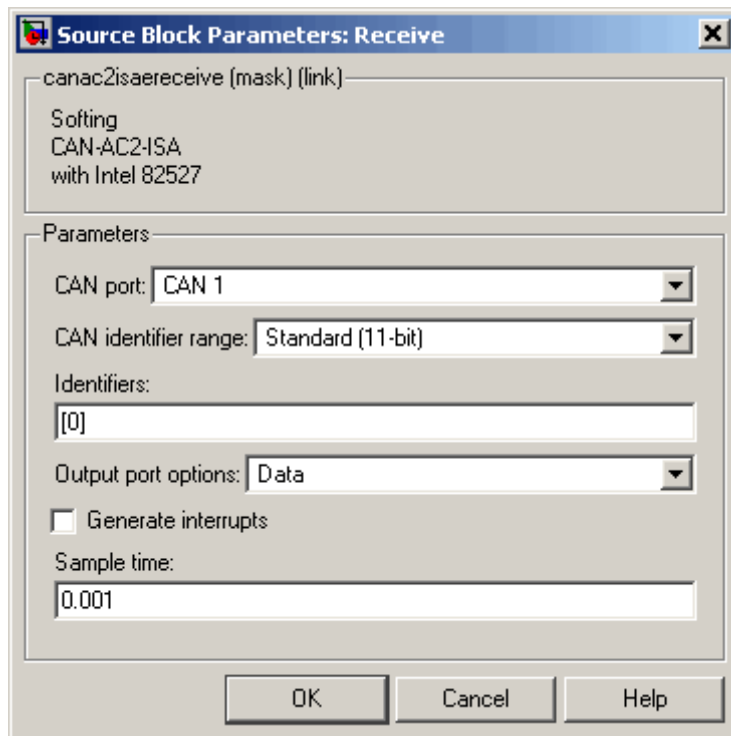 Source Block Parameters: Receive
canac2isaereceive (mask) (link)
Softing
CAN-AC2-ISA
with Intel 82527
Parameters
CAN port: CAN 1
CAN identifier range: Standard (11-bit)
Identifiers:
[0]
Output port options: Data
Generate interrupts
Sample time:
0.001
OK Cancel Help